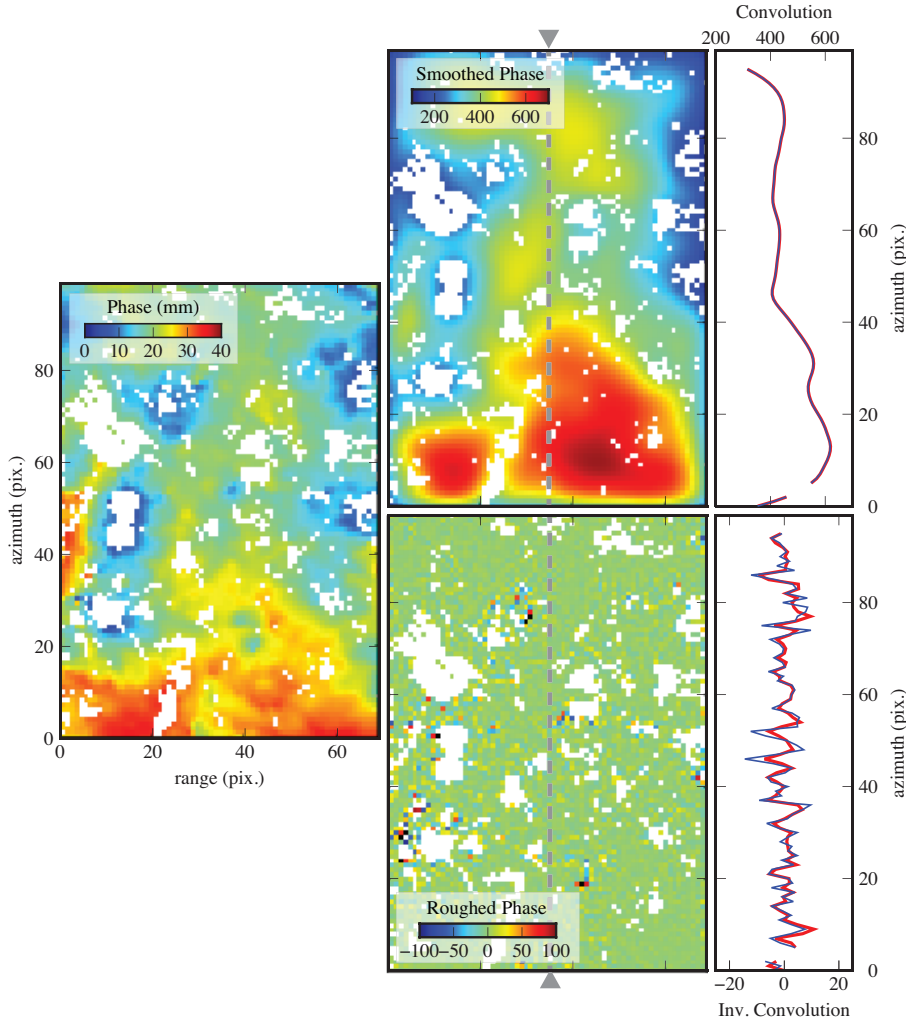 Convolution
200 400 600
Smoothed Phase
200 400 600
80
60
40
20
0
azimuth (pix.)
Phase (mm)
0 10 20 30 40
80
60
40
20
0
azimuth (pix.)
0 20 40 60
range (pix.)
80
60
40
20
0
azimuth (pix.)
Roughed Phase
−100−50 0 50 100
−20 0 20
Inv. Convolution